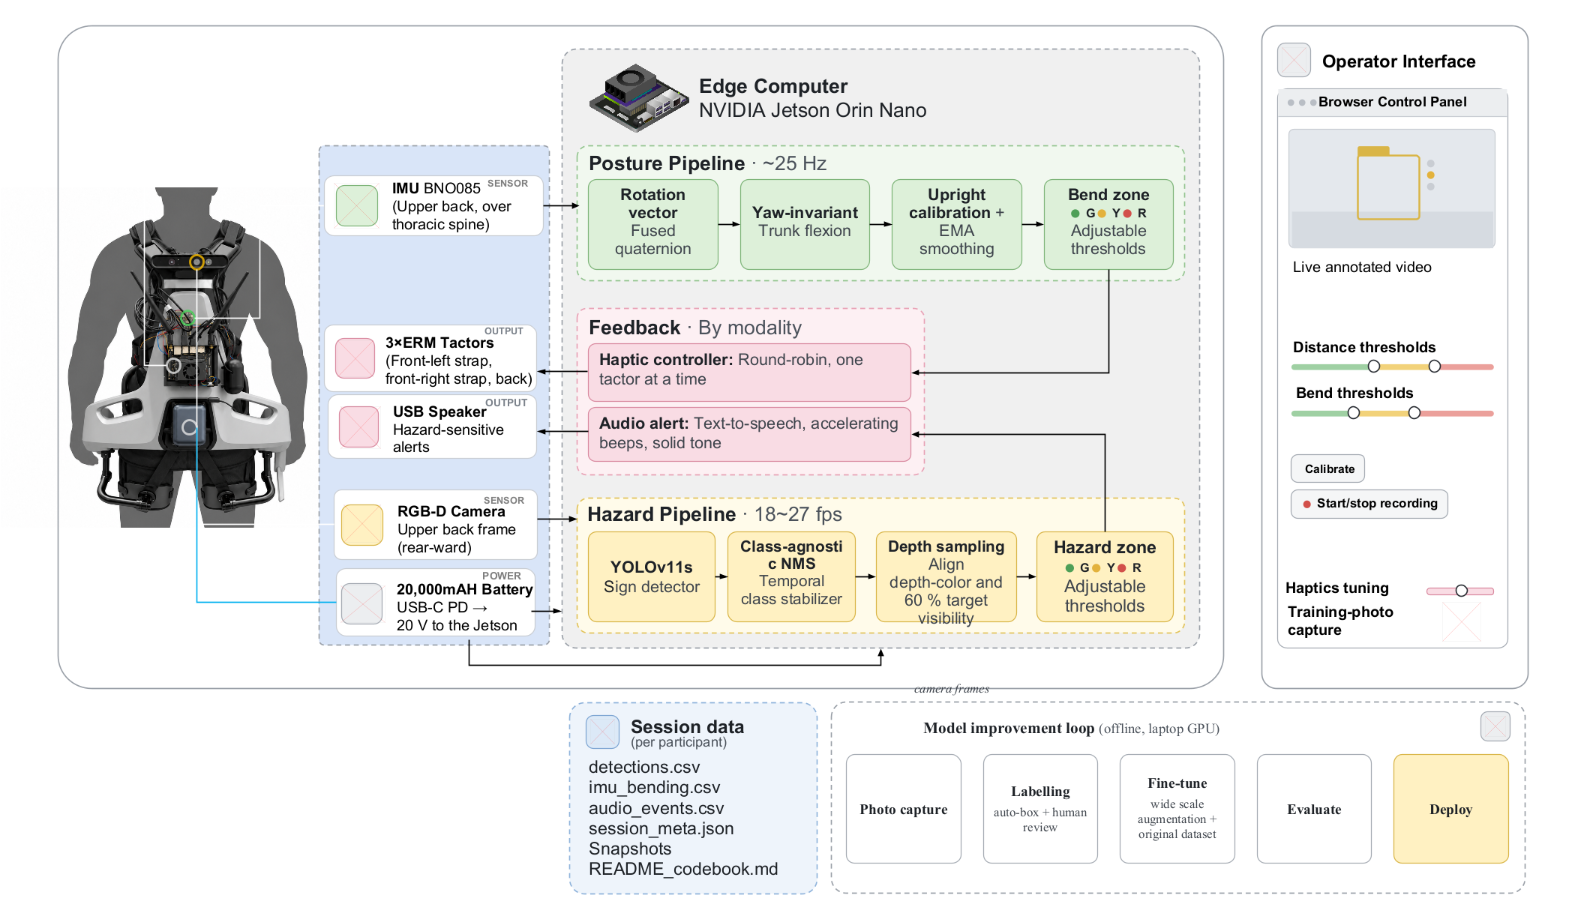 Edge Computer
NVIDIA Jetson Orin Nano
IMU BNO085 SENSOR
(Upper back, over
thoracic spine)
OUTPUT
3×ERM Tactors
(Front-left strap,
front-right strap, back)
OUTPUT
USB Speaker
Hazard-sensitive
alerts
SENSOR
RGB-D Camera
Upper back frame
(rear-ward)
POWER
20,000mAH Battery
USB-C PD →
20 V to the Jetson
Posture Pipeline · ~25 Hz
Rotation
vector
Fused
quaternion
Yaw-invariant
Trunk flexion
Upright
calibration +
EMA
smoothing
Bend zone
G Y R
Adjustable
thresholds
Feedback · By modality
Haptic controller: Round-robin, one
tactor at a time
Audio alert: Text-to-speech, accelerating
beeps, solid tone
Hazard Pipeline · 18~27 fps
YOLOv11s
Sign detector
Class-agnosti
c NMS
Temporal
class stabilizer
Depth sampling
Align
depth-color and
60 % target
visibility
Hazard zone
G Y R
Adjustable
thresholds
Operator Interface
Browser Control Panel
Live annotated video
Distance thresholds
Bend thresholds
Calibrate
Start/stop recording
Haptics tuning
Training-photo
capture
camera frames
Session data
(per participant)
detections.csv
imu_bending.csv
audio_events.csv
session_meta.json
Snapshots
README_codebook.md
Model improvement loop (offline, laptop GPU)
Photo capture
Labelling
auto-box + human
review
Fine-tune
wide scale
augmentation +
original dataset
Evaluate
Deploy